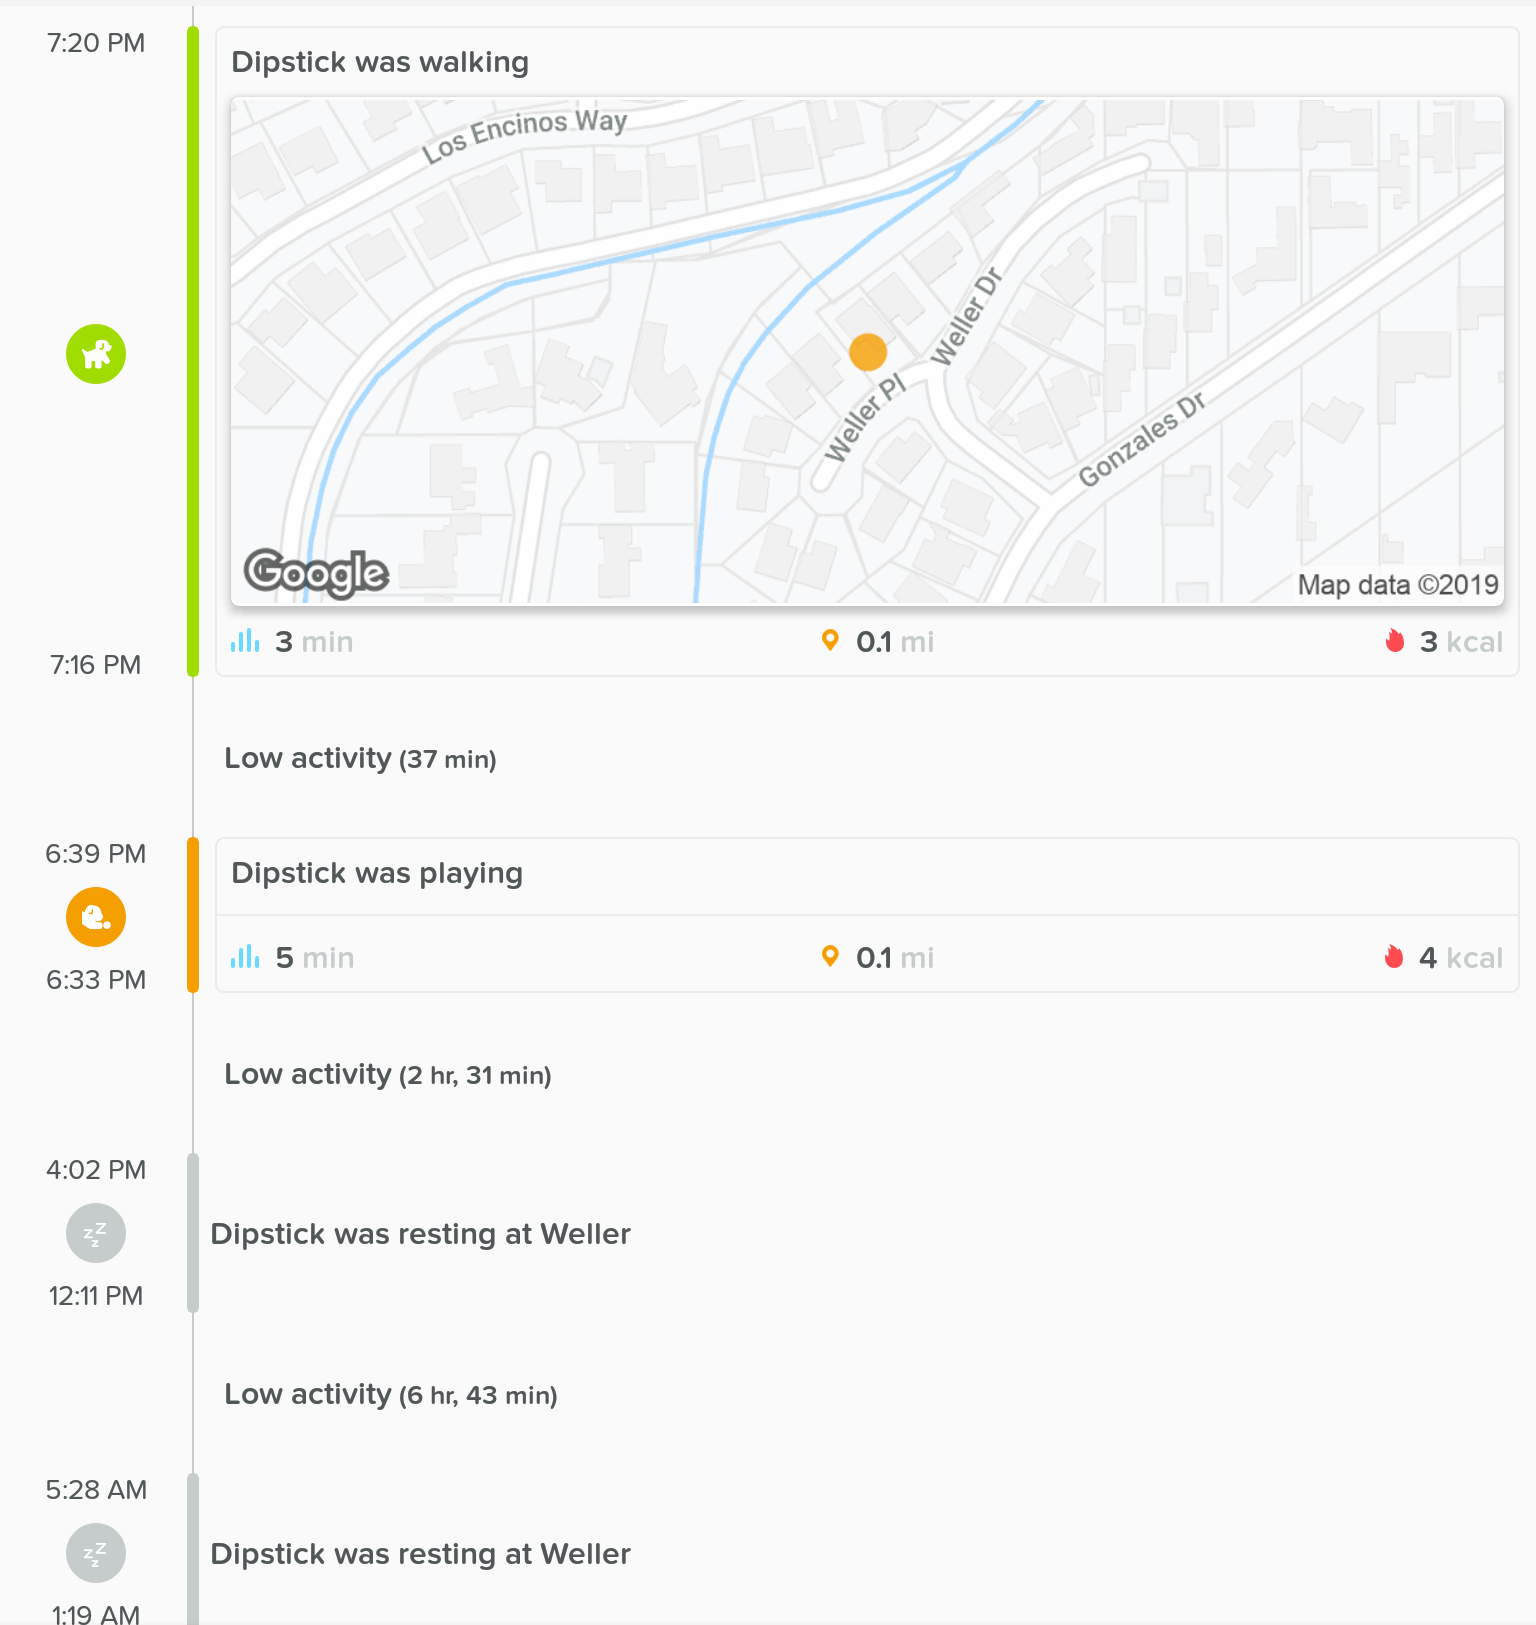 7:20 PM
Dipstick was walking
Los Encinos Way
Weller Dr
Weller Pl
Gonzales Dr
Google
Map data ©2019
3 min
0.1 mi
3 kcal
7:16 PM
Low activity (37 min)
6:39 PM
Dipstick was playing
6:33 PM
5 min
0.1 mi
4 kcal
Low activity (2 hr, 31 min)
4:02 PM
zZz
Dipstick was resting at Weller
12:11 PM
Low activity (6 hr, 43 min)
5:28 AM
zZz
Dipstick was resting at Weller
1:19 AM